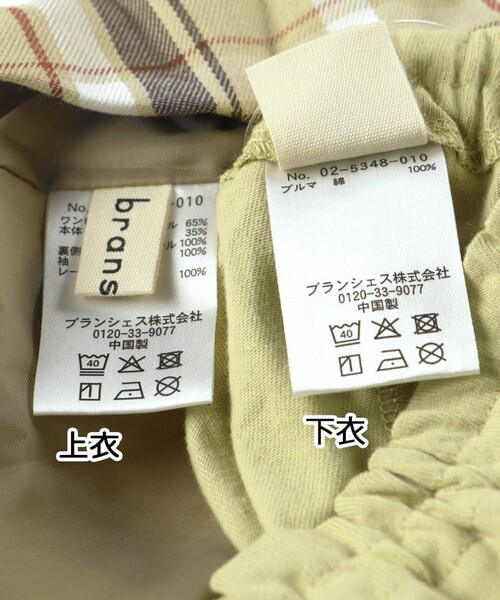 No. -010
ワン
本体 ル 65%
35%
裏側 ル 100%
袖 100%
レー 100%
brans
ブランシェス株式会社
0120-33-9077
中国製
40
上衣
No. 02-5348-010
ブルマ 綿 100%
ブランシェス株式会社
0120-33-9077
中国製
40
下衣